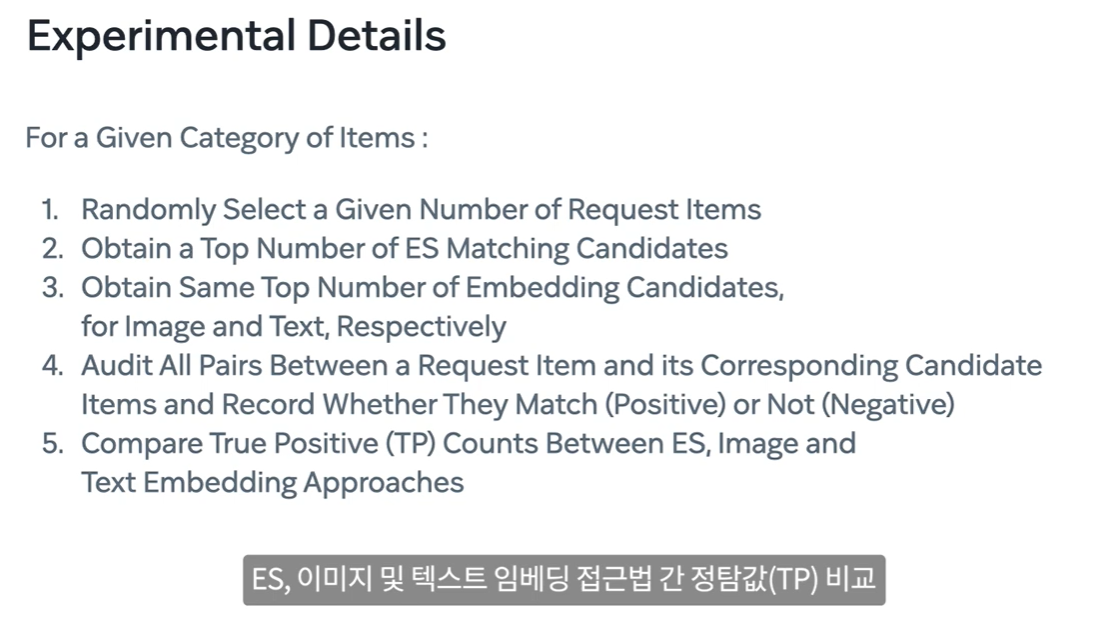 Experimental Details
For a Given Category of Items :
1. Randomly Select a Given Number of Request Items
2. Obtain a Top Number of ES Matching Candidates
3. Obtain Same Top Number of Embedding Candidates,
for Image and Text, Respectively
4. Audit All Pairs Between a Request Item and its Corresponding Candidate
Items and Record Whether They Match (Positive) or Not (Negative)
5. Compare True Positive (TP) Counts Between ES, Image and
Text Embedding Approaches
ES, 이미지 및 텍스트 임베딩 접근법 간 정탐값(TP) 비교